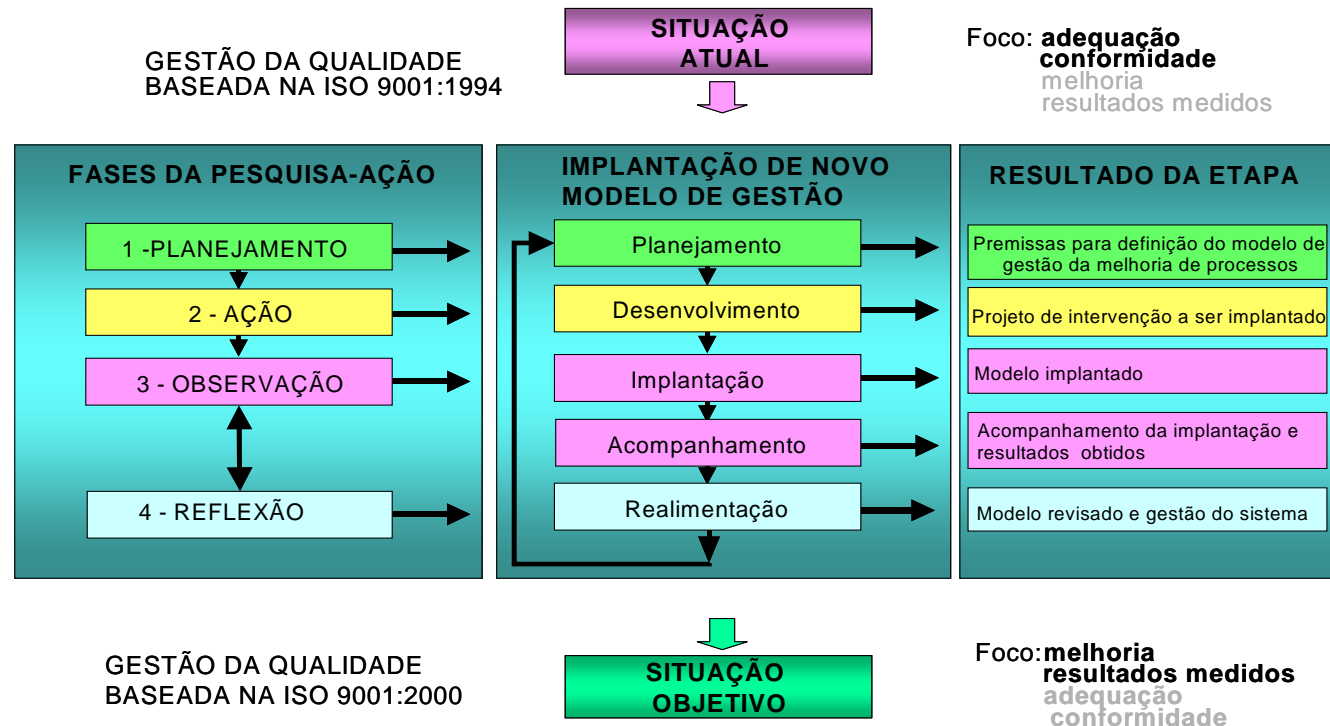 GESTÃO DA QUALIDADE
BASEADA NA ISO 9001:1994
SITUAÇÃO
ATUAL
Foco: adequação
conformidade
melhoria
resultados medidos
FASES DA PESQUISA-AÇÃO
1 -PLANEJAMENTO
2 - AÇÃO
3 - OBSERVAÇÃO
4 - REFLEXÃO
IMPLANTAÇÃO DE NOVO
MODELO DE GESTÃO
Planejamento
Desenvolvimento
Implantação
Acompanhamento
Realimentação
RESULTADO DA ETAPA
Premissas para definição do modelo de
gestão da melhoria de processos
Projeto de intervenção a ser implantado
Modelo implantado
Acompanhamento da implantação e
resultados obtidos
Modelo revisado e gestão do sistema
GESTÃO DA QUALIDADE
BASEADA NA ISO 9001:2000
SITUAÇÃO
OBJETIVO
Foco:melhoria
resultados medidos
adequação
conformidade